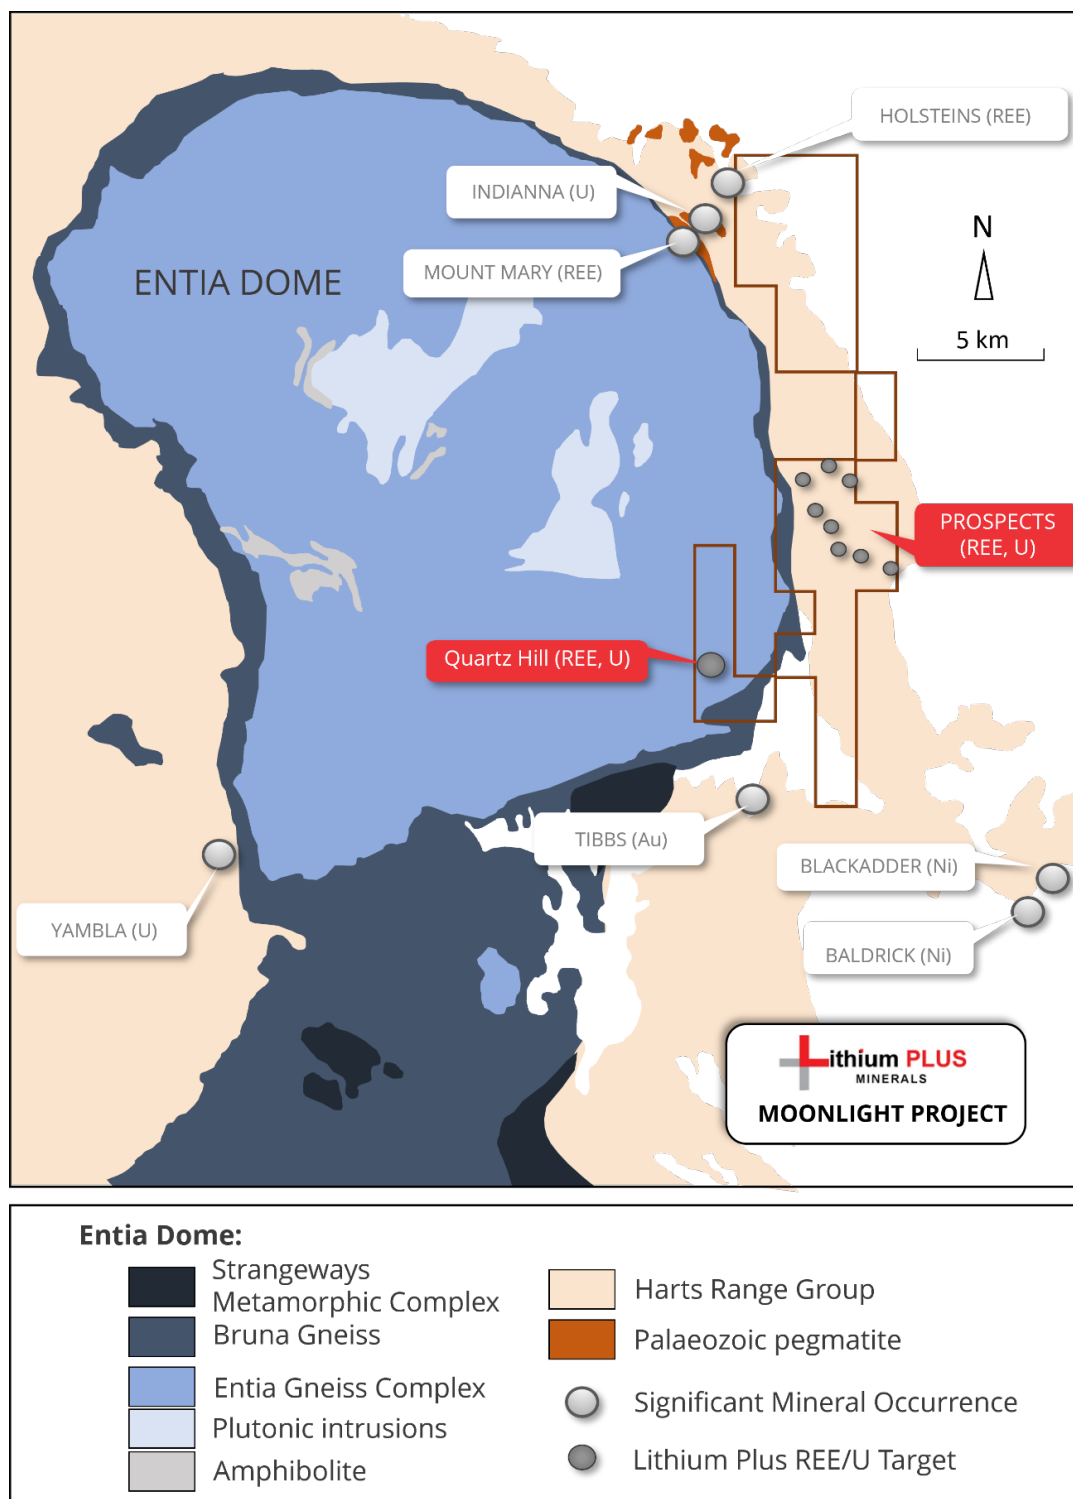 HOLSTEINS (REE)
INDIANNA (U)
MOUNT MARY (REE)
ENTIA DOME
N
5 km
PROSPECTS
(REE, U)
Quartz Hill (REE, U)
TIBBS (Au)
BLACKADDER (Ni)
YAMBLA (U)
BALDRICK (Ni)
Lithium PLUS
MINERALS
MOONLIGHT PROJECT
Entia Dome:
Strangeways
Metamorphic Complex
Bruna Gneiss
Entia Gneiss Complex
Plutonic intrusions
Amphibolite
Harts Range Group
Palaeozoic pegmatite
Significant Mineral Occurrence
Lithium Plus REE/U Target